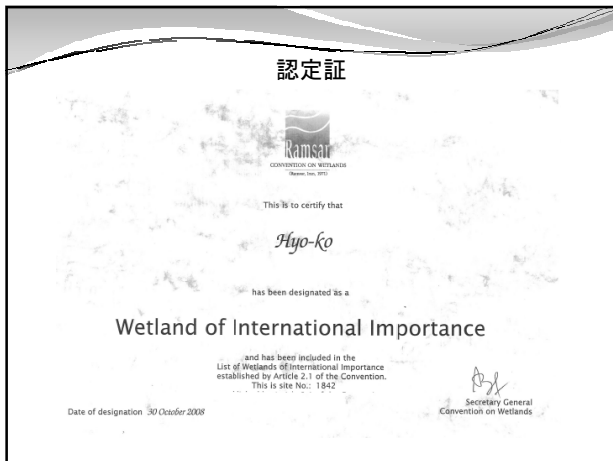 認定証
Ramsar
CONVENTION ON WETLANDS
(Ramsar, Iran, 1971)
This is to certify that
Hyo-ko
has been designated as a
Wetland of International Importance
and has been included in the
List of Wetlands of International Importance
established by Article 2.1 of the Convention.
This is site No.: 1842
Date of designation 30 October 2008
Secretary General
Convention on Wetlands